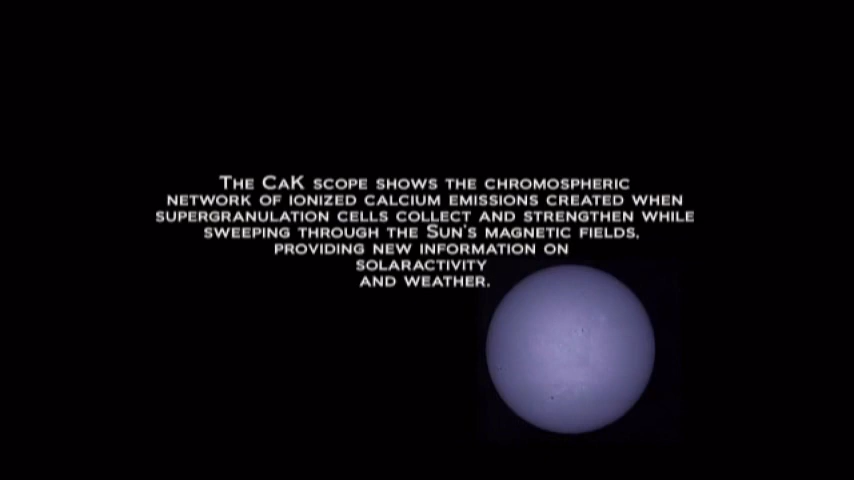 The CaK scope shows the chromospheric
network of ionized calcium emissions created when
supergranulation cells collect and strengthen while
sweeping through the Sun's magnetic fields,
providing new information on
solaractivity
and weather.